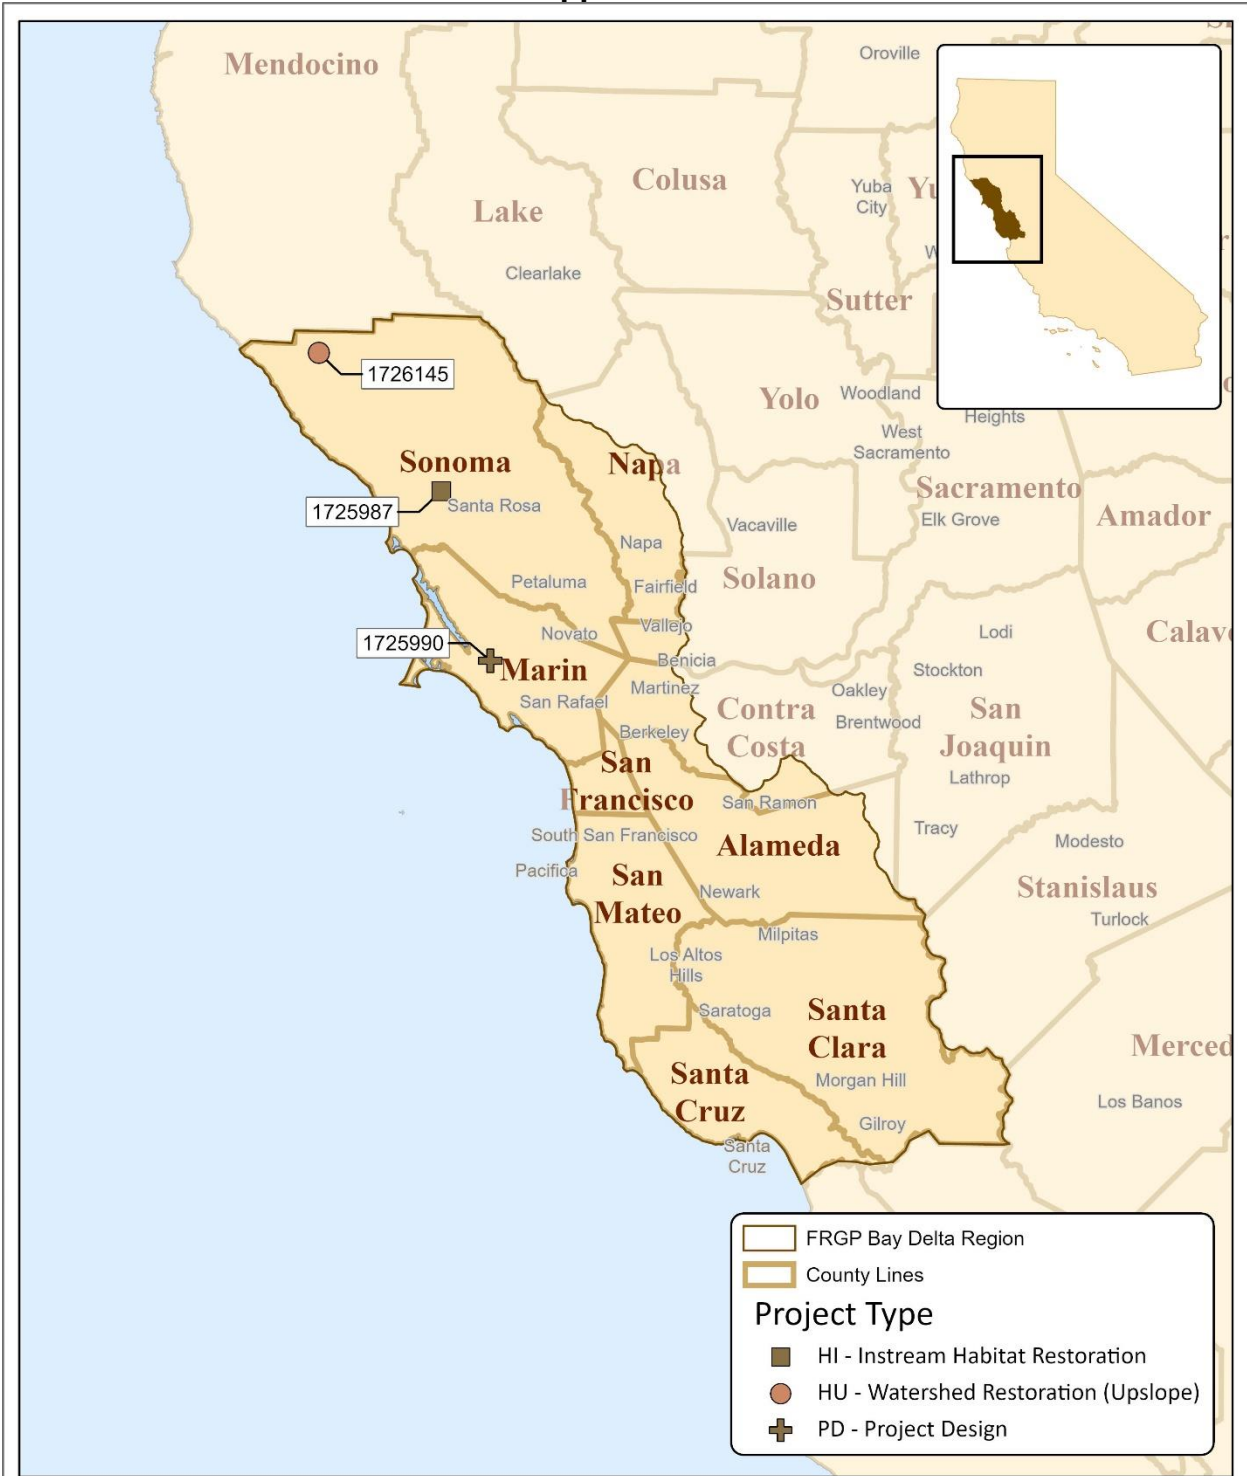 Mendocino
Oroville
Colusa
Lake
Yuba
City
Clearlake
Sutter
1726145
Yolo
Woodland
Heights
West
Sacramento
Sonoma
Napa
Sacramento
1725987
Santa Rosa
Vacaville
Elk Grove
Amador
Napa
Petaluma
Fairfield
Solano
Vallejo
Novato
Lodi
1725990
Marin
Benicia
Stockton
San Rafael
Martinez
Oakley
Contra
Costa
Brentwood
San
Joaquin
Berkeley
San
Francisco
Lathrop
San Ramon
South San Francisco
Alameda
Tracy
Modesto
Pacifica
San
Mateo
Newark
Stanislaus
Turlock
Milpitas
Los Altos
Hills
Saratoga
Santa
Clara
Merced
Santa
Cruz
Morgan Hill
Los Banos
Gilroy
Santa
Cruz
FRGP Bay Delta Region
County Lines
Project Type
HI - Instream Habitat Restoration
HU - Watershed Restoration (Upslope)
PD - Project Design